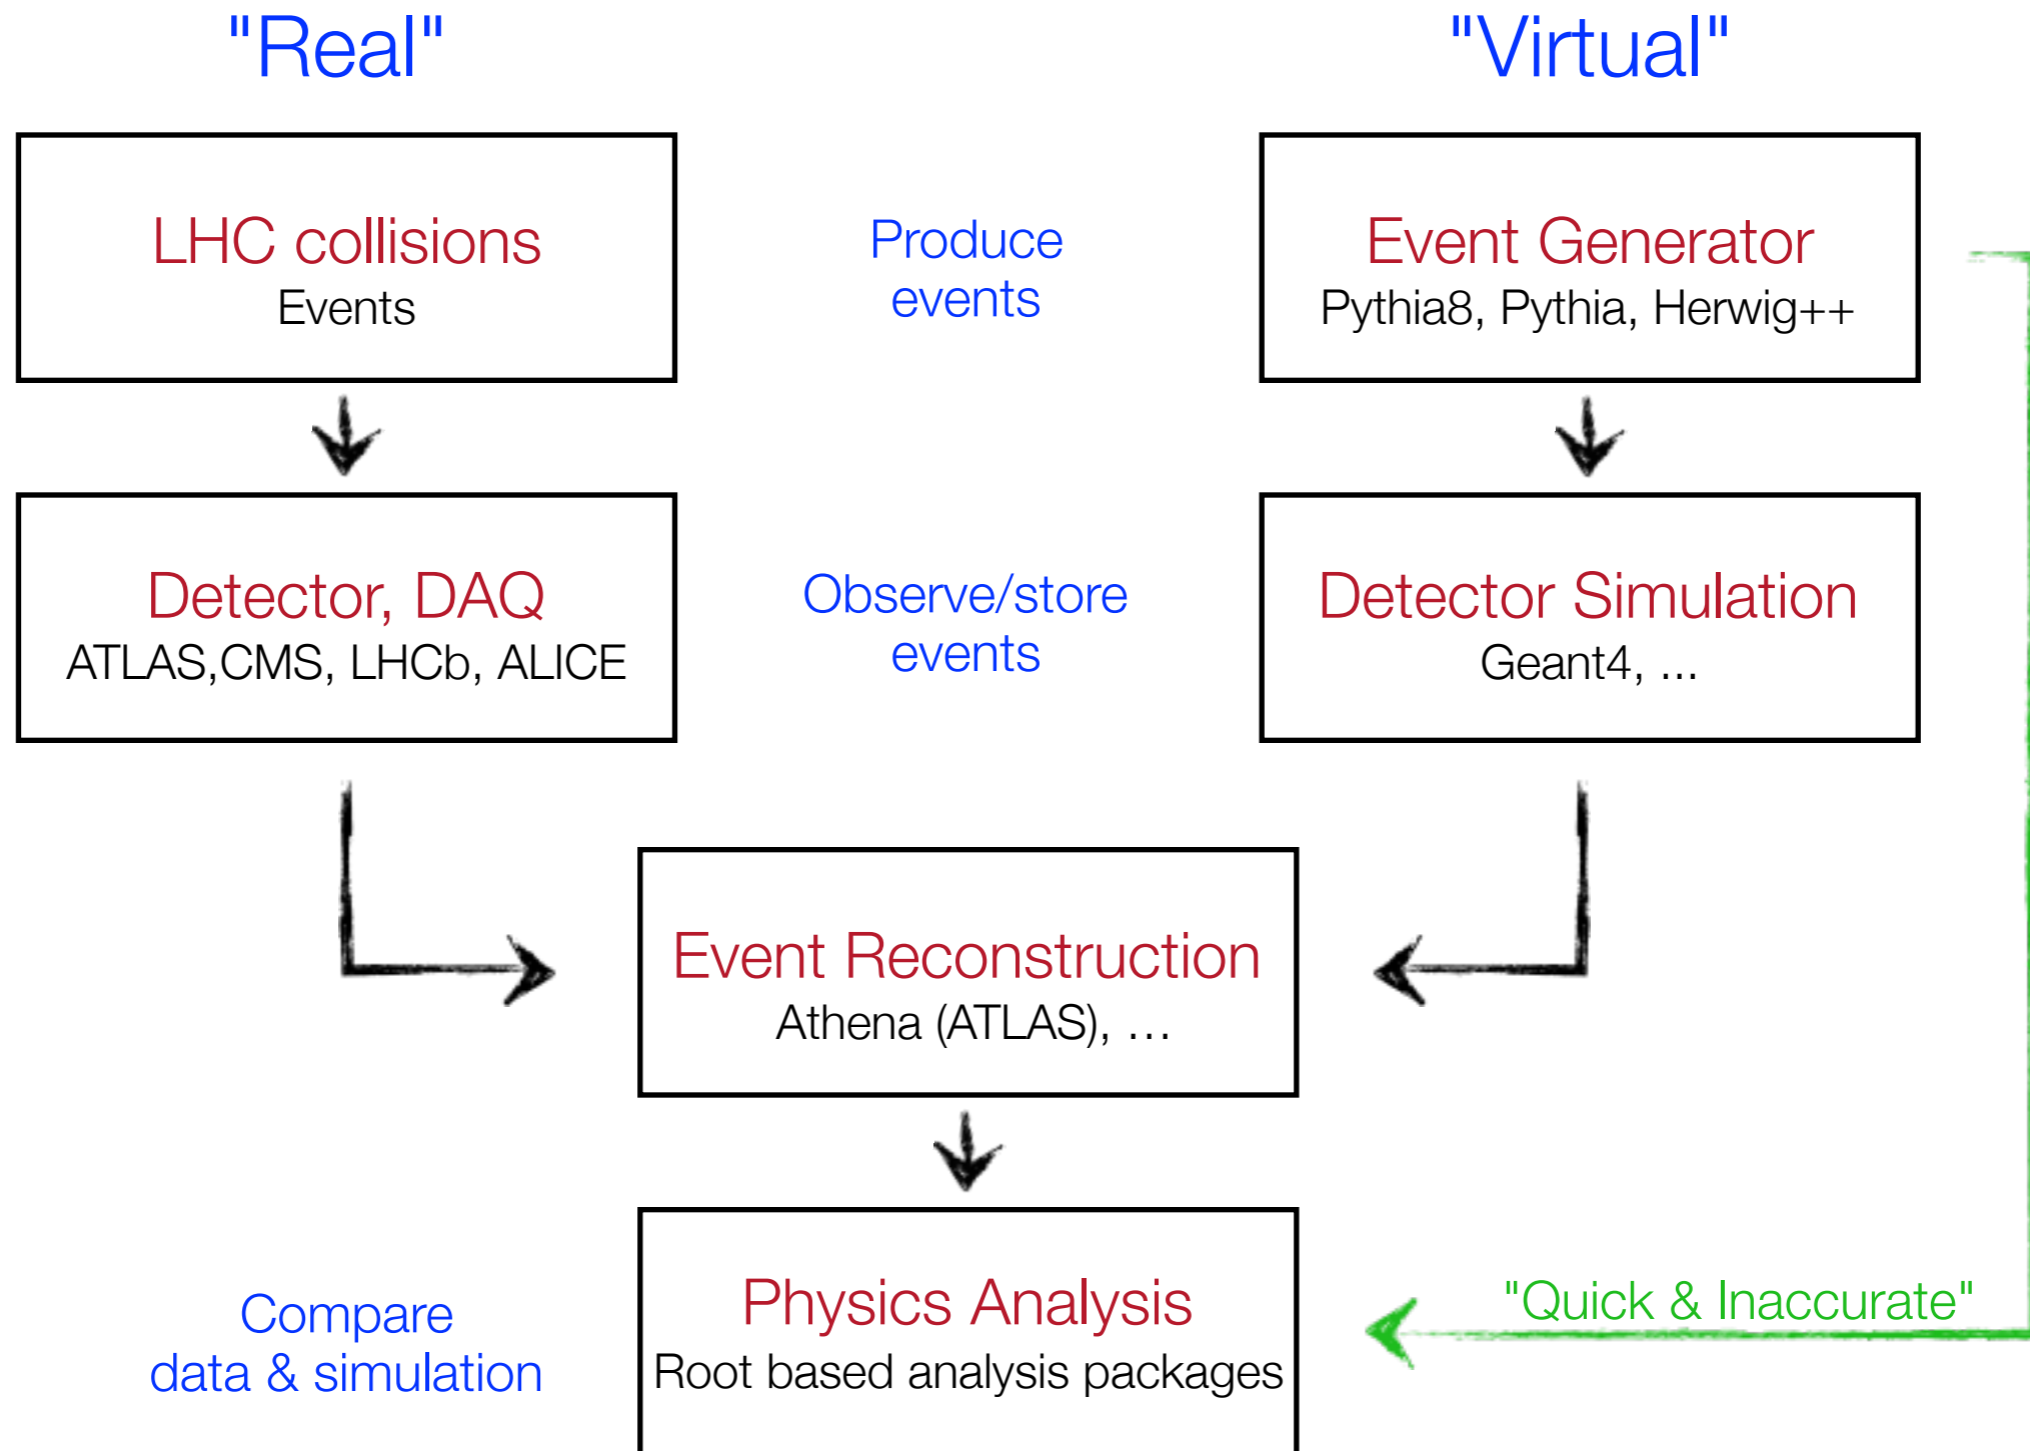 "Real"
"Virtual"
LHC collisions
Events
Produce
events
Event Generator
Pythia8, Pythia, Herwig++
Detector, DAQ
ATLAS,CMS, LHCb, ALICE
Observe/store
events
Detector Simulation
Geant4, ...
Event Reconstruction
Athena (ATLAS), …
Compare
data & simulation
Physics Analysis
Root based analysis packages
"Quick & Inaccurate"